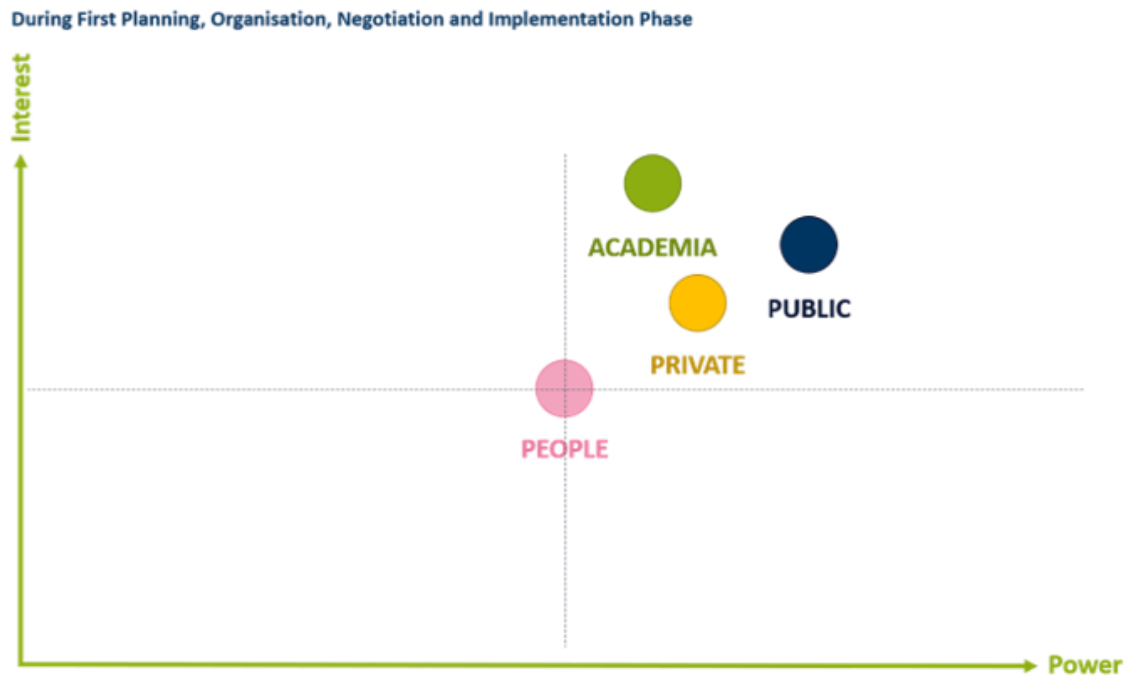 During First Planning, Organisation, Negotiation and Implementation Phase
Interest
ACADEMIA
PUBLIC
PRIVATE
PEOPLE
Power